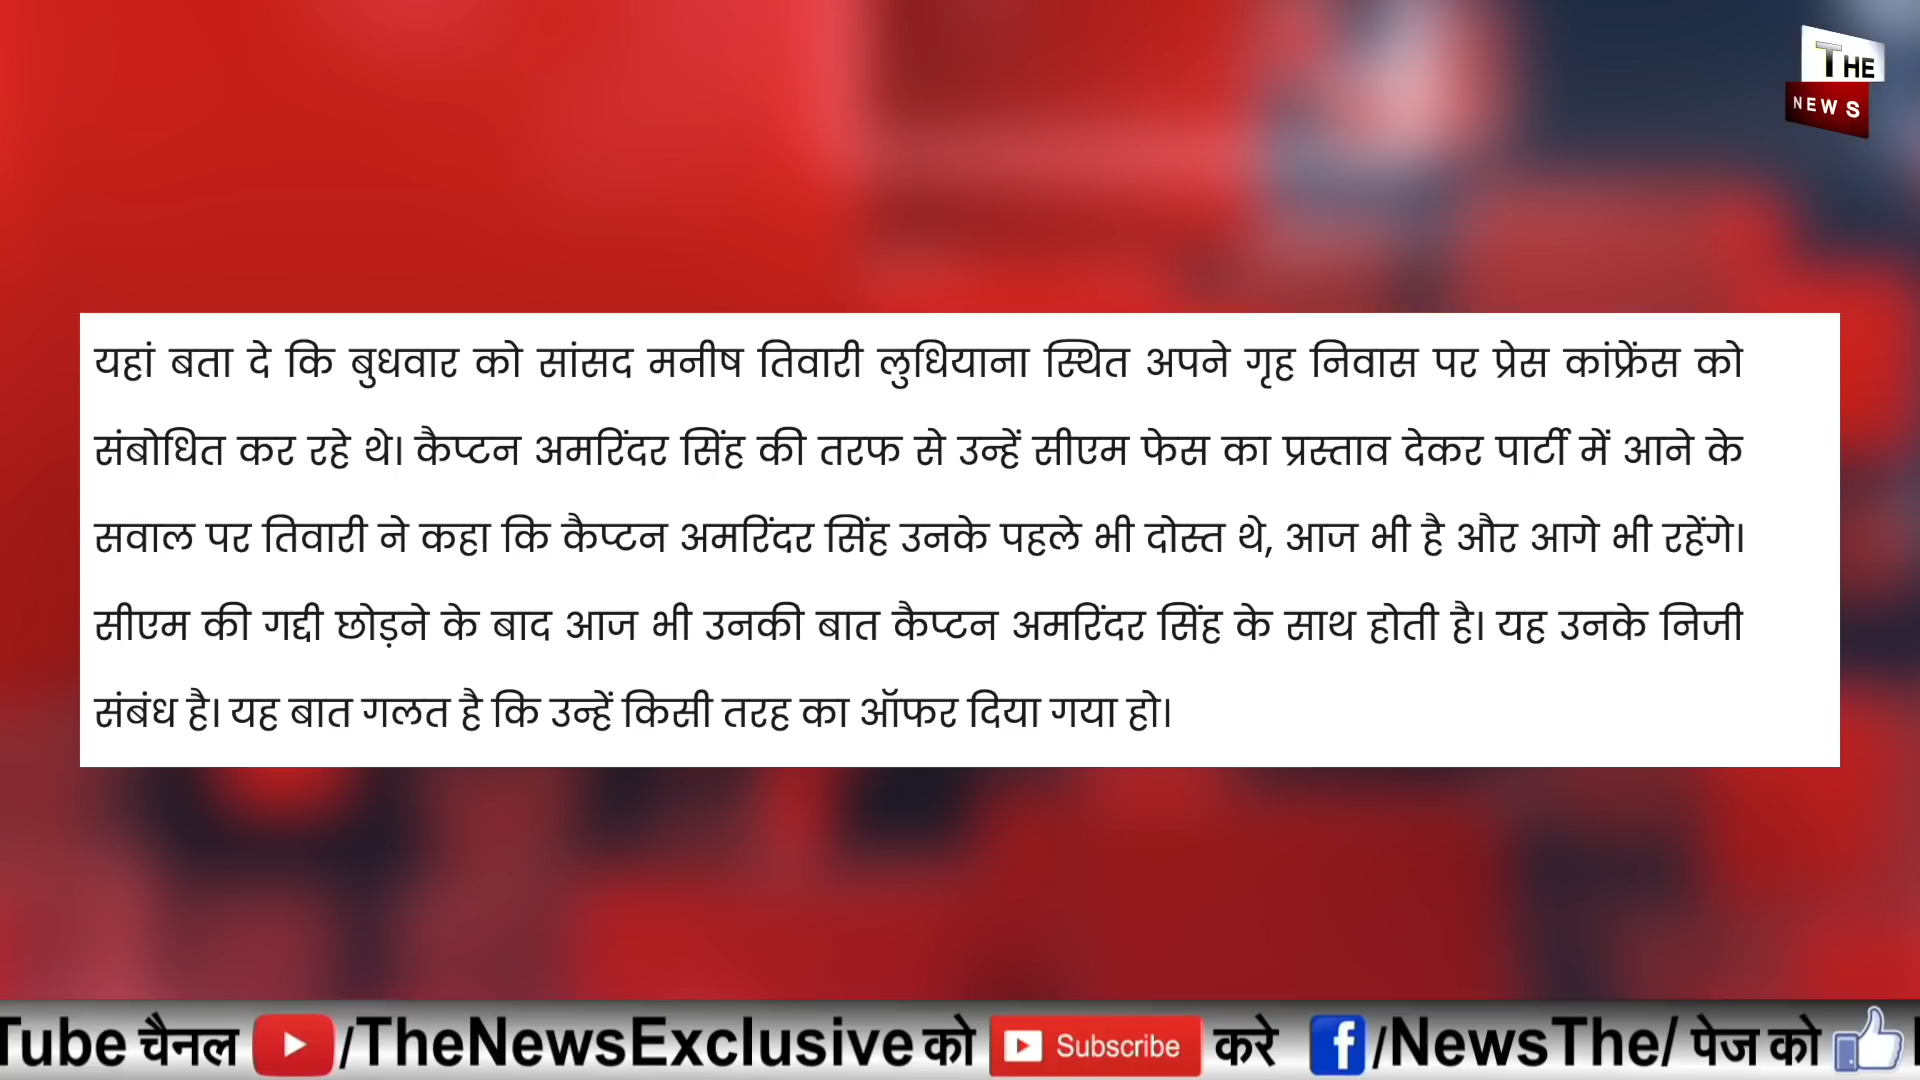 THE
NEWS
यहां बता दे कि बुधवार को सांसद मनीष तिवारी लुधियाना स्थित अपने गृह निवास पर प्रेस कांफ्रेंस को
संबोधित कर रहे थे। कैप्टन अमरिंदर सिंह की तरफ से उन्हें सीएम फेस का प्रस्ताव देकर पार्टी में आने के
सवाल पर तिवारी ने कहा कि कैप्टन अमरिंदर सिंह उनके पहले भी दोस्त थे, आज भी है और आगे भी रहेंगे।
सीएम की गद्दी छोड़ने के बाद आज भी उनकी बात कैप्टन अमरिंदर सिंह के साथ होती है। यह उनके निजी
संबंध है। यह बात गलत है कि उन्हें किसी तरह का ऑफर दिया गया हो।
Tube चैनल /TheNewsExclusive को Subscribe करे f/NewsThe/ पेज को